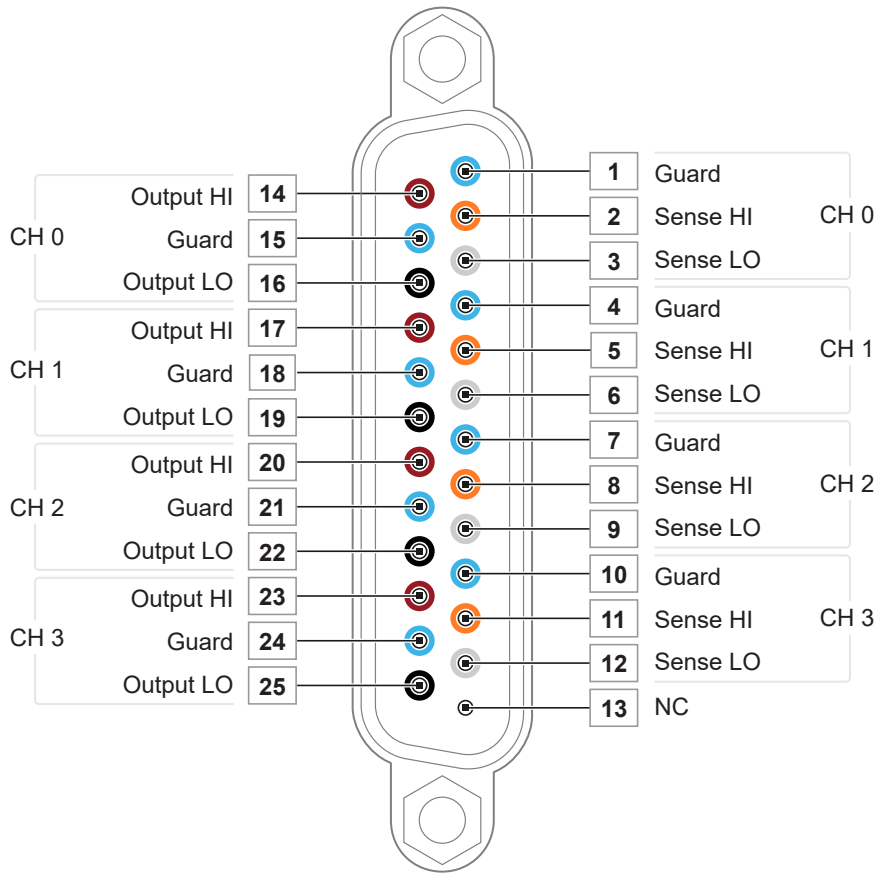 CH 0
Output HI 14
Guard 15
Output LO 16
CH 1
Output HI 17
Guard 18
Output LO 19
CH 2
Output HI 20
Guard 21
Output LO 22
CH 3
Output HI 23
Guard 24
Output LO 25
1 Guard
2 Sense HI
CH 0
3 Sense LO
4 Guard
5 Sense HI
CH 1
6 Sense LO
7 Guard
8 Sense HI
CH 2
9 Sense LO
10 Guard
11 Sense HI
CH 3
12 Sense LO
13 NC